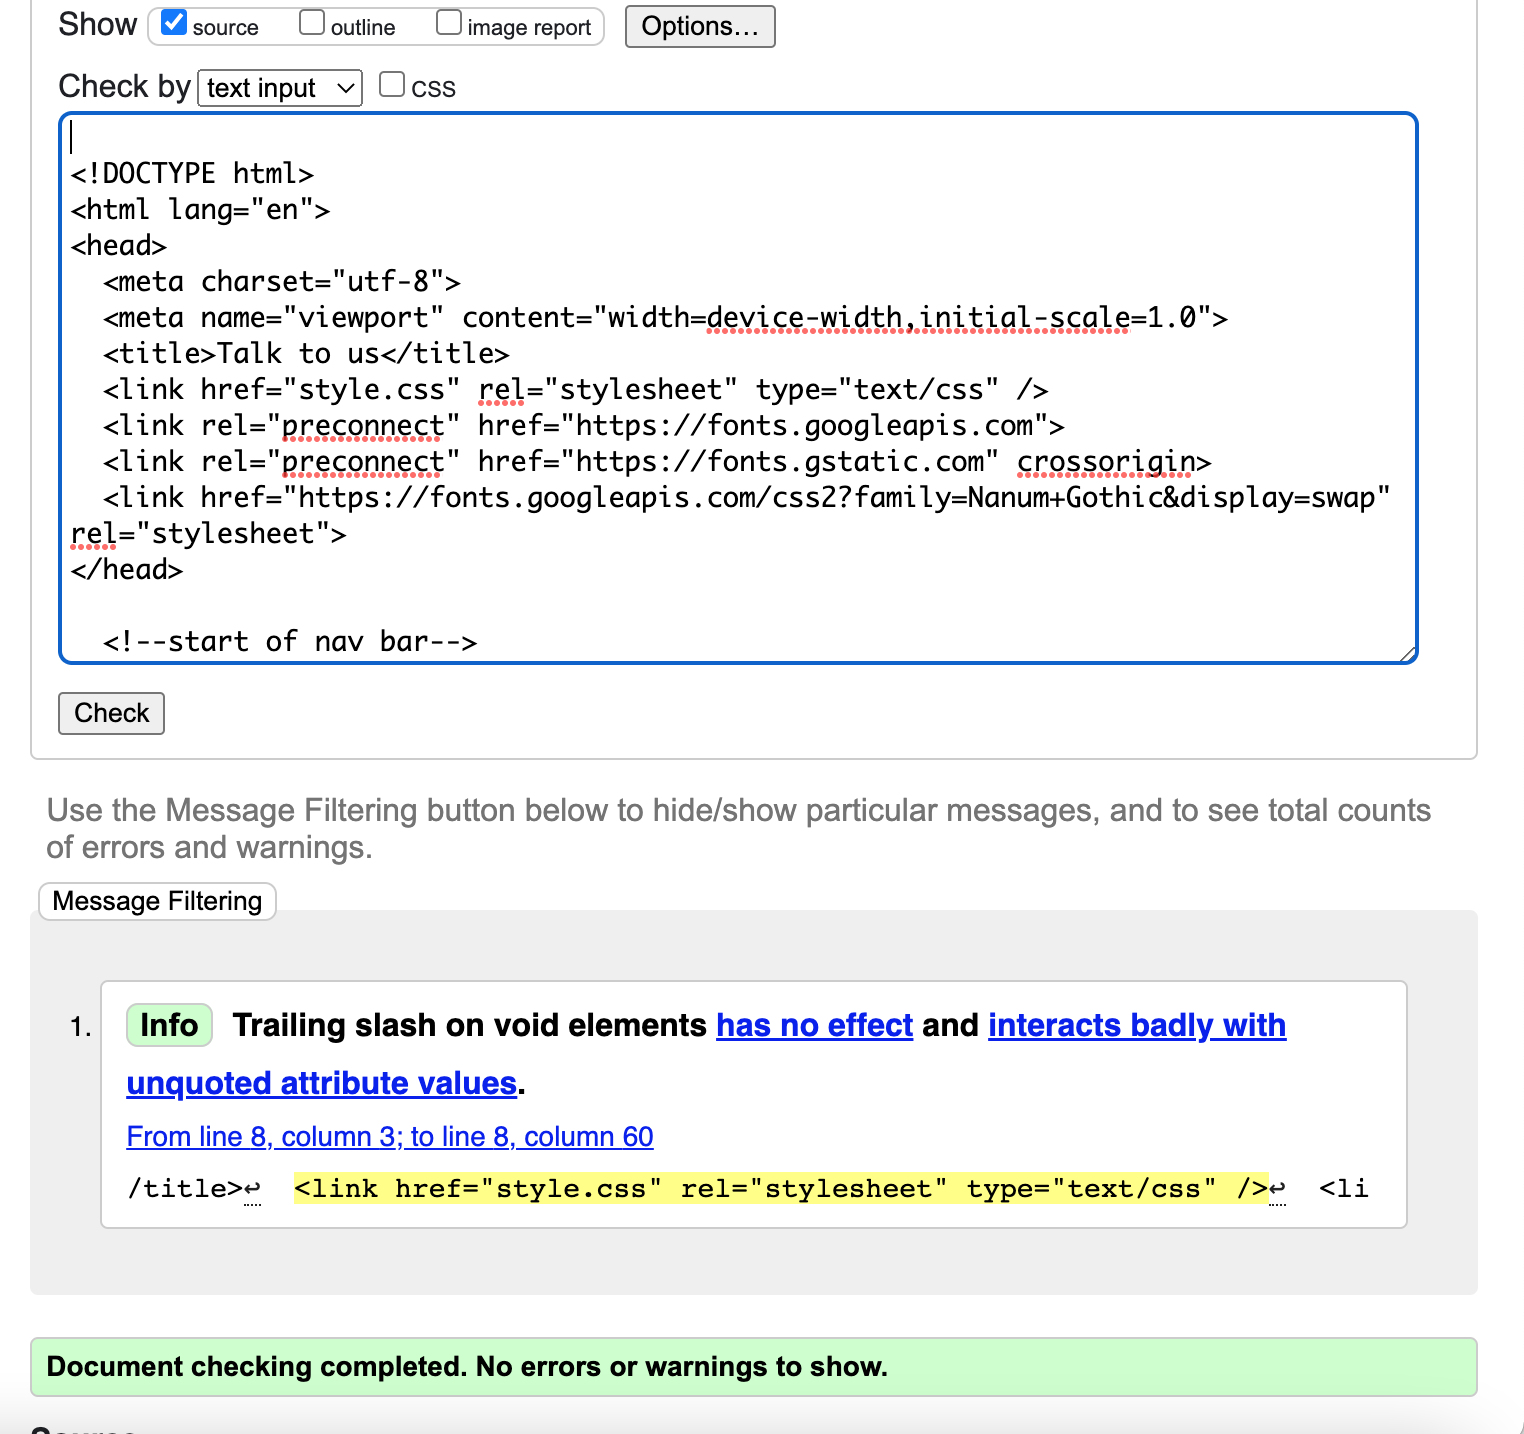 Show source outline image report Options...
Check by text input CSS
<!DOCTYPE html>
<html lang="en">
<head>
  <meta charset="utf-8">
  <meta name="viewport" content="width=device-width,initial-scale=1.0">
  <title>Talk to us</title>
  <link href="style.css" rel="stylesheet" type="text/css" />
  <link rel="preconnect" href="https://fonts.googleapis.com">
  <link rel="preconnect" href="https://fonts.gstatic.com" crossorigin>
  <link href="https://fonts.googleapis.com/css2?family=Nanum+Gothic&display=swap"
rel="stylesheet">
</head>
  <!--start of nav bar-->
Check
Use the Message Filtering button below to hide/show particular messages, and to see total counts
of errors and warnings.
Message Filtering
1. Info Trailing slash on void elements has no effect and interacts badly with
unquoted attribute values.
From line 8, column 3; to line 8, column 60
/title>↩  <link href="style.css" rel="stylesheet" type="text/css" />↩  <li
Document checking completed. No errors or warnings to show.